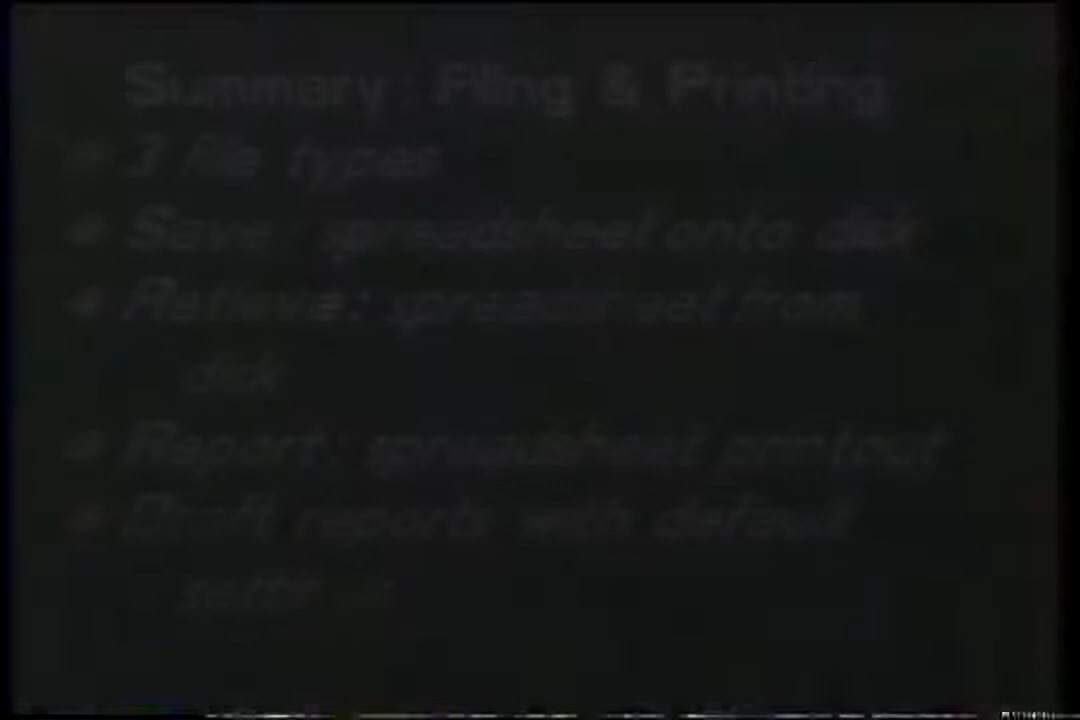 Summary: Filing & Printing
3 file types
Save: spreadsheet onto disk
Retrieve: spreadsheet from
disk
Report: spreadsheet printout
Draft reports with default
settings